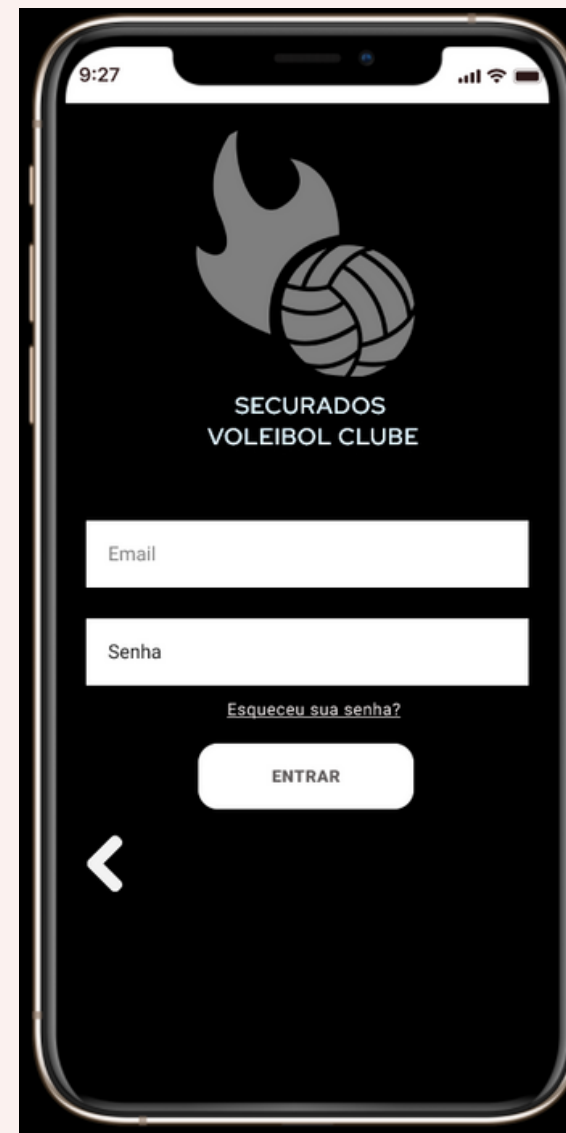 9:27
SECURADOS
VOLEIBOL CLUBE
Email
Senha
Esqueceu sua senha?
ENTRAR